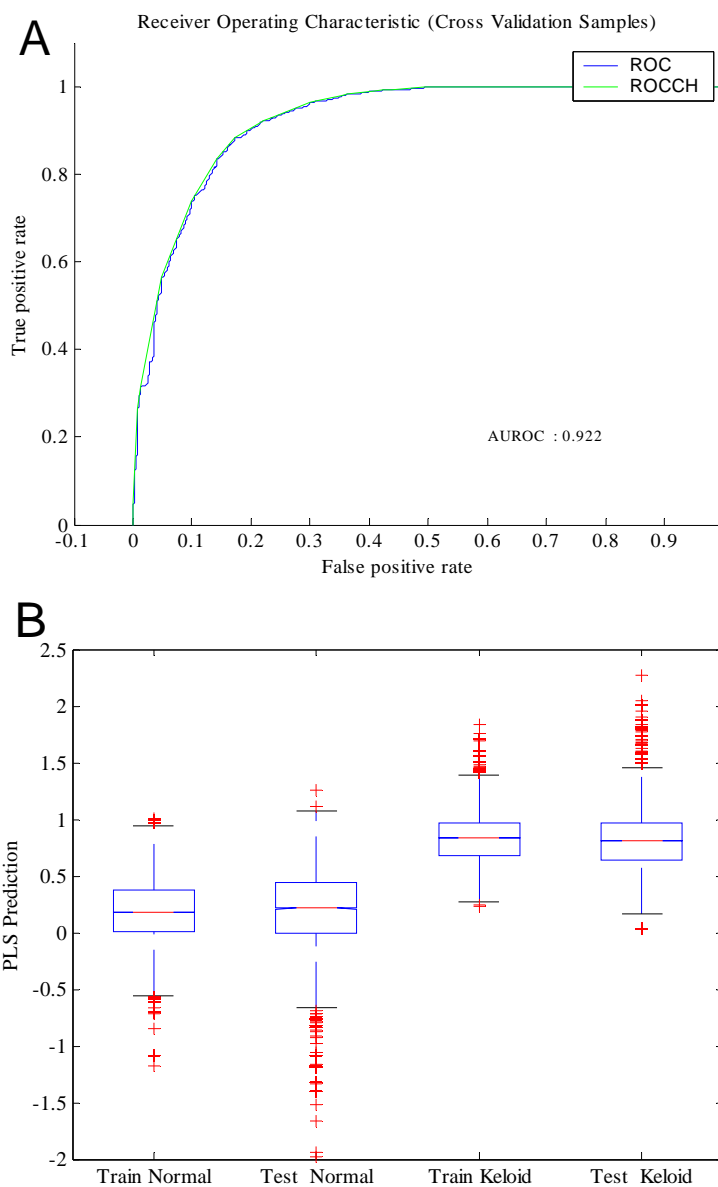 A
Receiver Operating Characteristic (Cross Validation Samples)
ROC
ROCCH
1
0.8
0.6
0.4
0.2
0
True positive rate
AUROC : 0.922
-0.1 0 0.1 0.2 0.3 0.4 0.5 0.6 0.7 0.8 0.9
False positive rate
B
2.5
2
1.5
1
0.5
0
-0.5
-1
-1.5
-2
PLS Prediction
Train Normal Test Normal Train Keloid Test Keloid